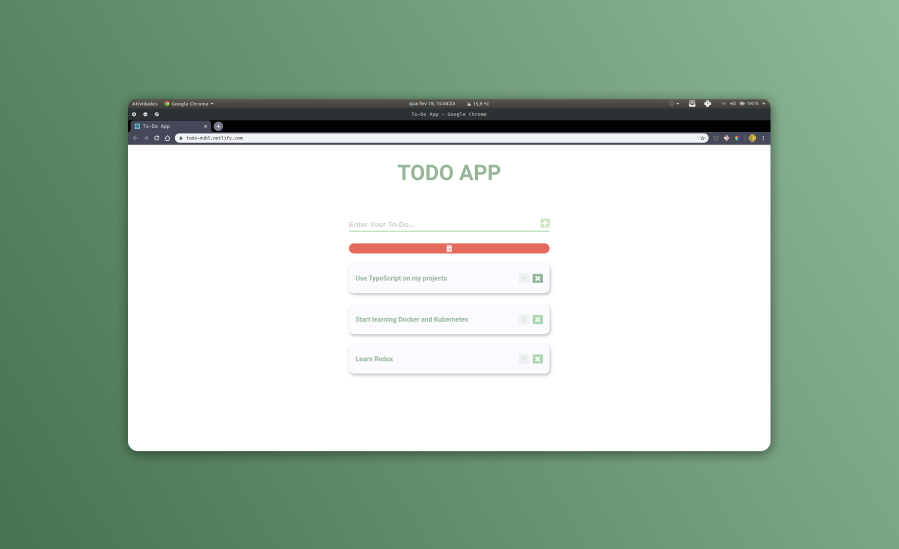 Atividades
Google Chrome
qua fev 19, 15:44:53
15,9 °C
100 %
To-Do App - Google Chrome
To-Do App
todo-nubl.netlify.com
TODO APP
Enter Your To-Do...
Use TypeScript on my projects
Start learning Docker and Kubernetes
Learn Redux